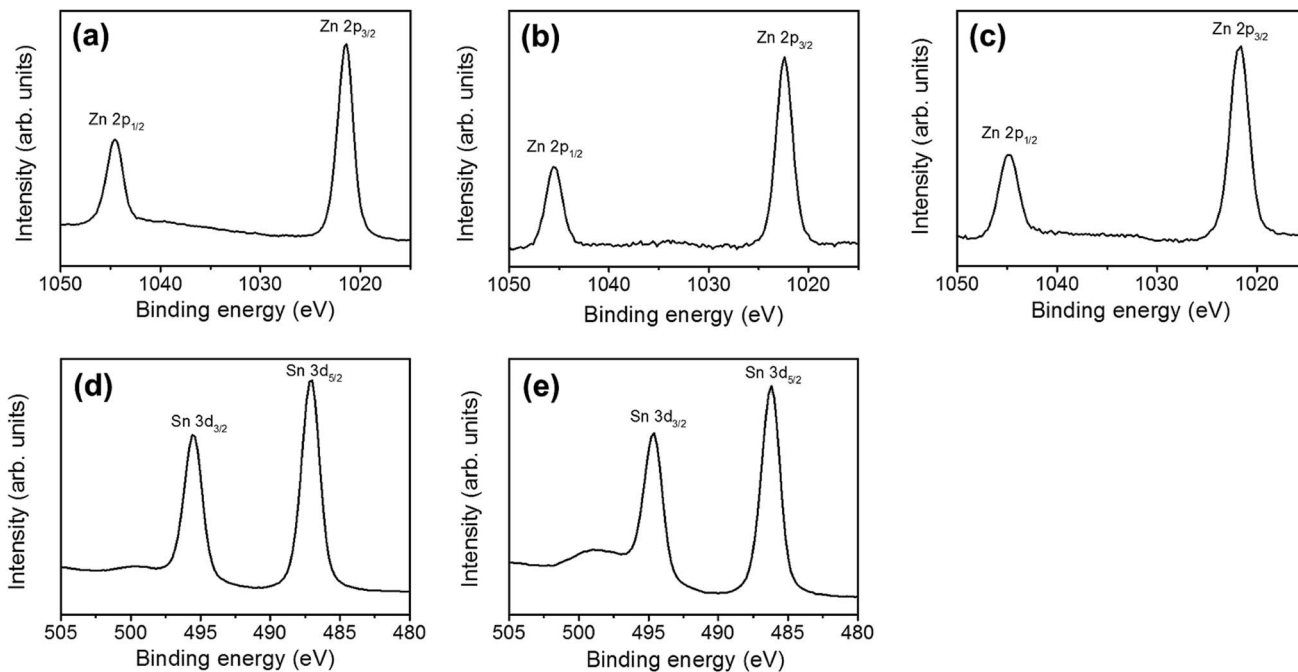 (a)
Zn 2p3/2
Zn 2p1/2
Intensity (arb. units)
1050 1040 1030 1020
Binding energy (eV)
(b)
Zn 2p3/2
Zn 2p1/2
Intensity (arb. units)
1050 1040 1030 1020
Binding energy (eV)
(c)
Zn 2p3/2
Zn 2p1/2
Intensity (arb. units)
1050 1040 1030 1020
Binding energy (eV)
(d)
Sn 3d5/2
Sn 3d3/2
Intensity (arb. units)
505 500 495 490 485 480
Binding energy (eV)
(e)
Sn 3d5/2
Sn 3d3/2
Intensity (arb. units)
505 500 495 490 485 480
Binding energy (eV)